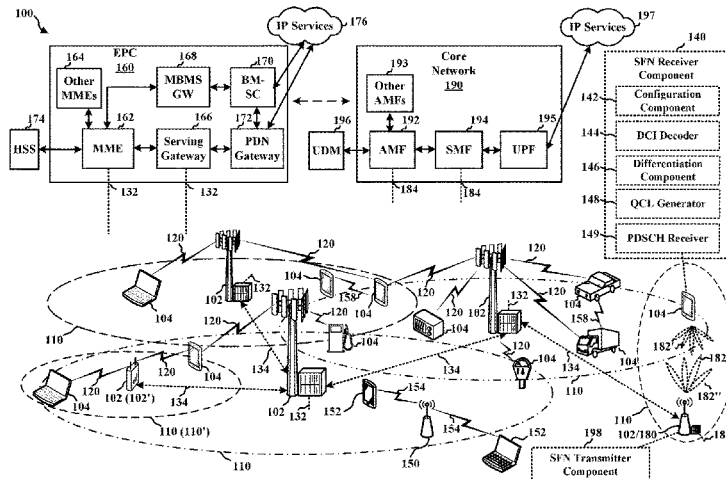 100
EPC
160
164
Other
MMEs
168
MBMS
GW
170
BM-
SC
174
HSS
162
MME
166
Serving
Gateway
172
PDN
Gateway
132
132
IP Services
176
Core
Network
190
193
Other
AMFs
196
UDM
192
AMF
194
SMF
195
UPF
184
184
IP Services
197
140
SFN Receiver
Component
142
Configuration
Component
144
DCI Decoder
146
Differentiation
Component
148
QCL Generator
149
PDSCH Receiver
120
120
120
120
104
102
132
104
158
104
120
120
104
102
132
120
104
158
104
104
182'
182''
110
120
120
104
134
102
132
120
104
120
104
134
110
134
110
104
120
102 (102')
134
110 (110')
110
152
154
150
154
152
198
SFN Transmitter
Component
102/180